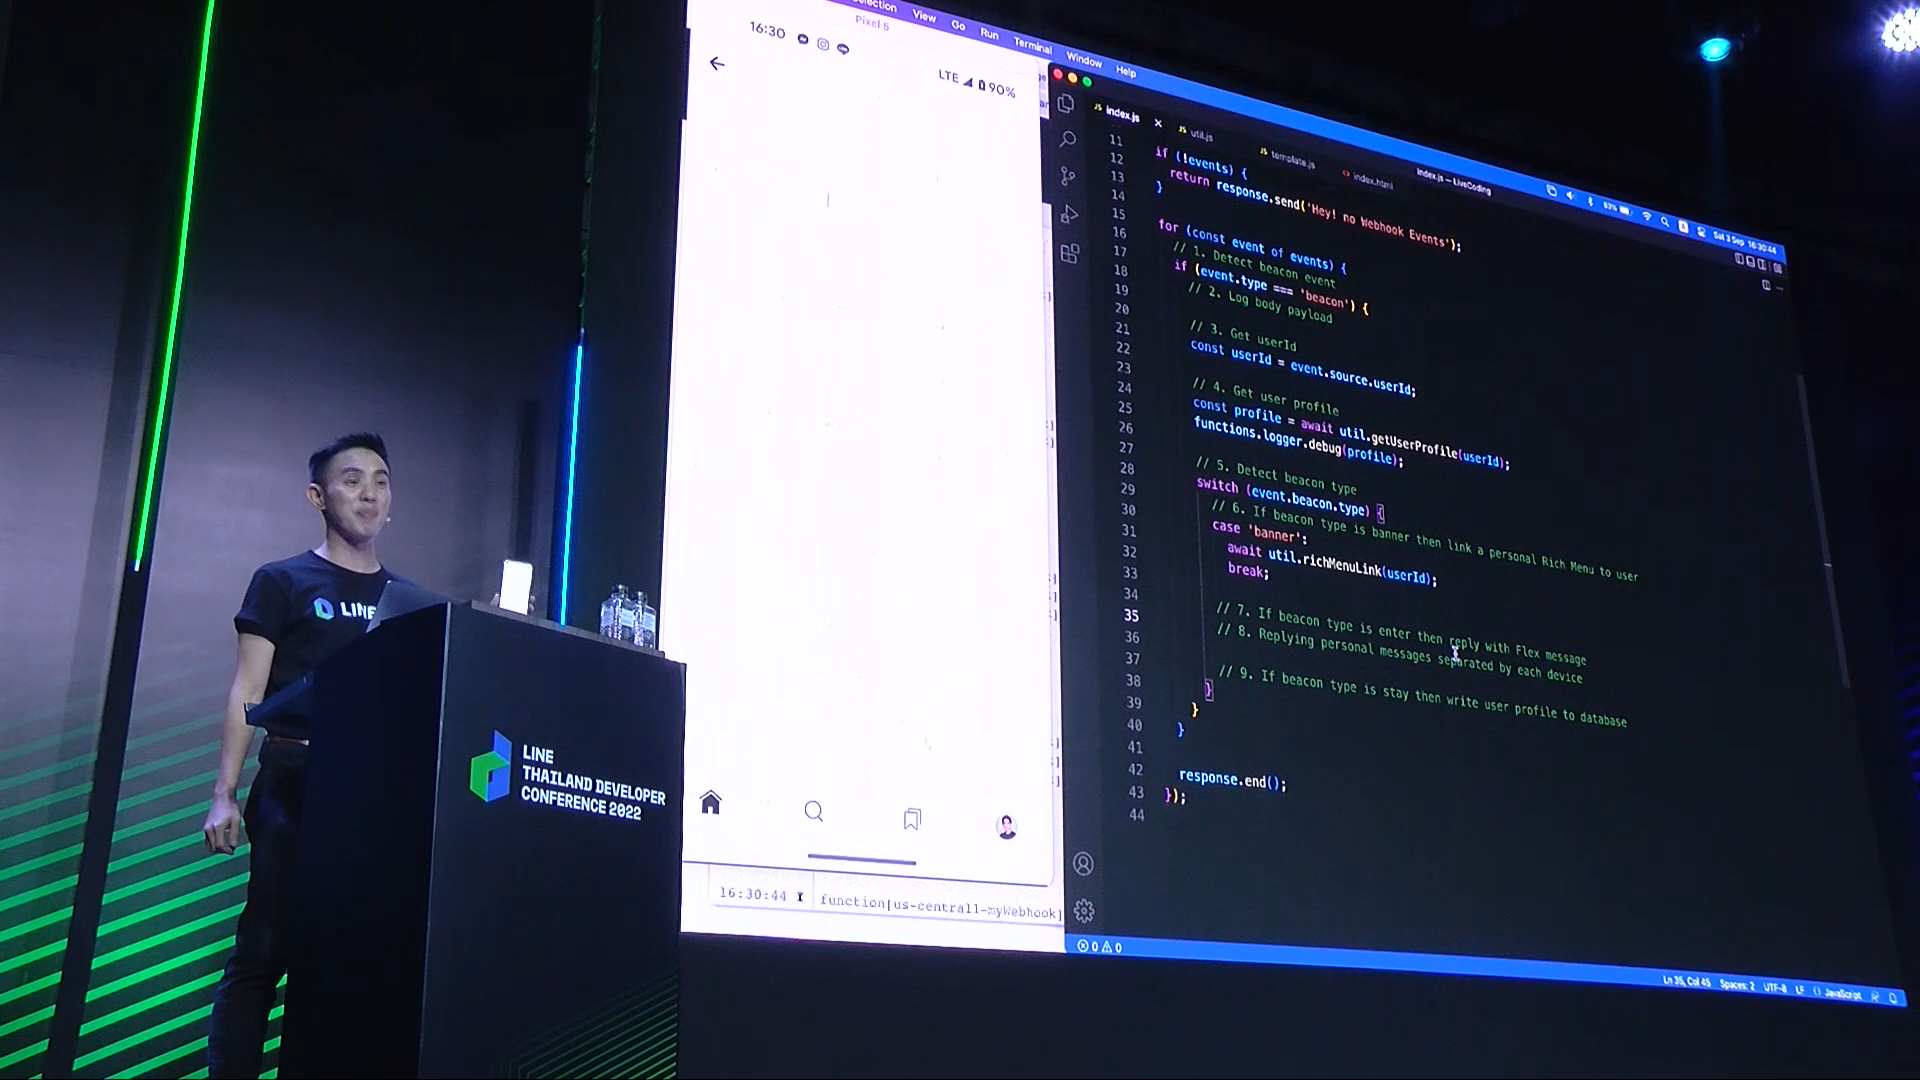 16:30
LTE
90%
Pixel 5
Selection View Go Run Terminal Window Help
index.js
util.js
template.js
index.html
index.js — LiveCoding
83%
Sat 3 Sep 16:30:44
11
12 if (!events) {
13 return response.send('Hey! no Webhook Events');
14 }
15
16 for (const event of events) {
17 // 1. Detect beacon event
18 if (event.type === 'beacon') {
19 // 2. Log body payload
20
21 // 3. Get userId
22 const userId = event.source.userId;
23
24 // 4. Get user profile
25 const profile = await util.getUserProfile(userId);
26 functions.logger.debug(profile);
27
28 // 5. Detect beacon type
29 switch (event.beacon.type) {
30 // 6. If beacon type is banner then link a personal Rich Menu to user
31 case 'banner':
32 await util.richMenuLink(userId);
33 break;
34
35 // 7. If beacon type is enter then reply with Flex message
36 // 8. Replying personal messages separated by each device
37
38 // 9. If beacon type is stay then write user profile to database
39 }
40 }
41 }
42 response.end();
43 });
44
16:30:44
function[us-central1-myWebhook]
0 0
Ln 35, Col 45 Spaces: 2 UTF-8 LF {} JavaScript
LINE
LINE
THAILAND DEVELOPER
CONFERENCE 2022